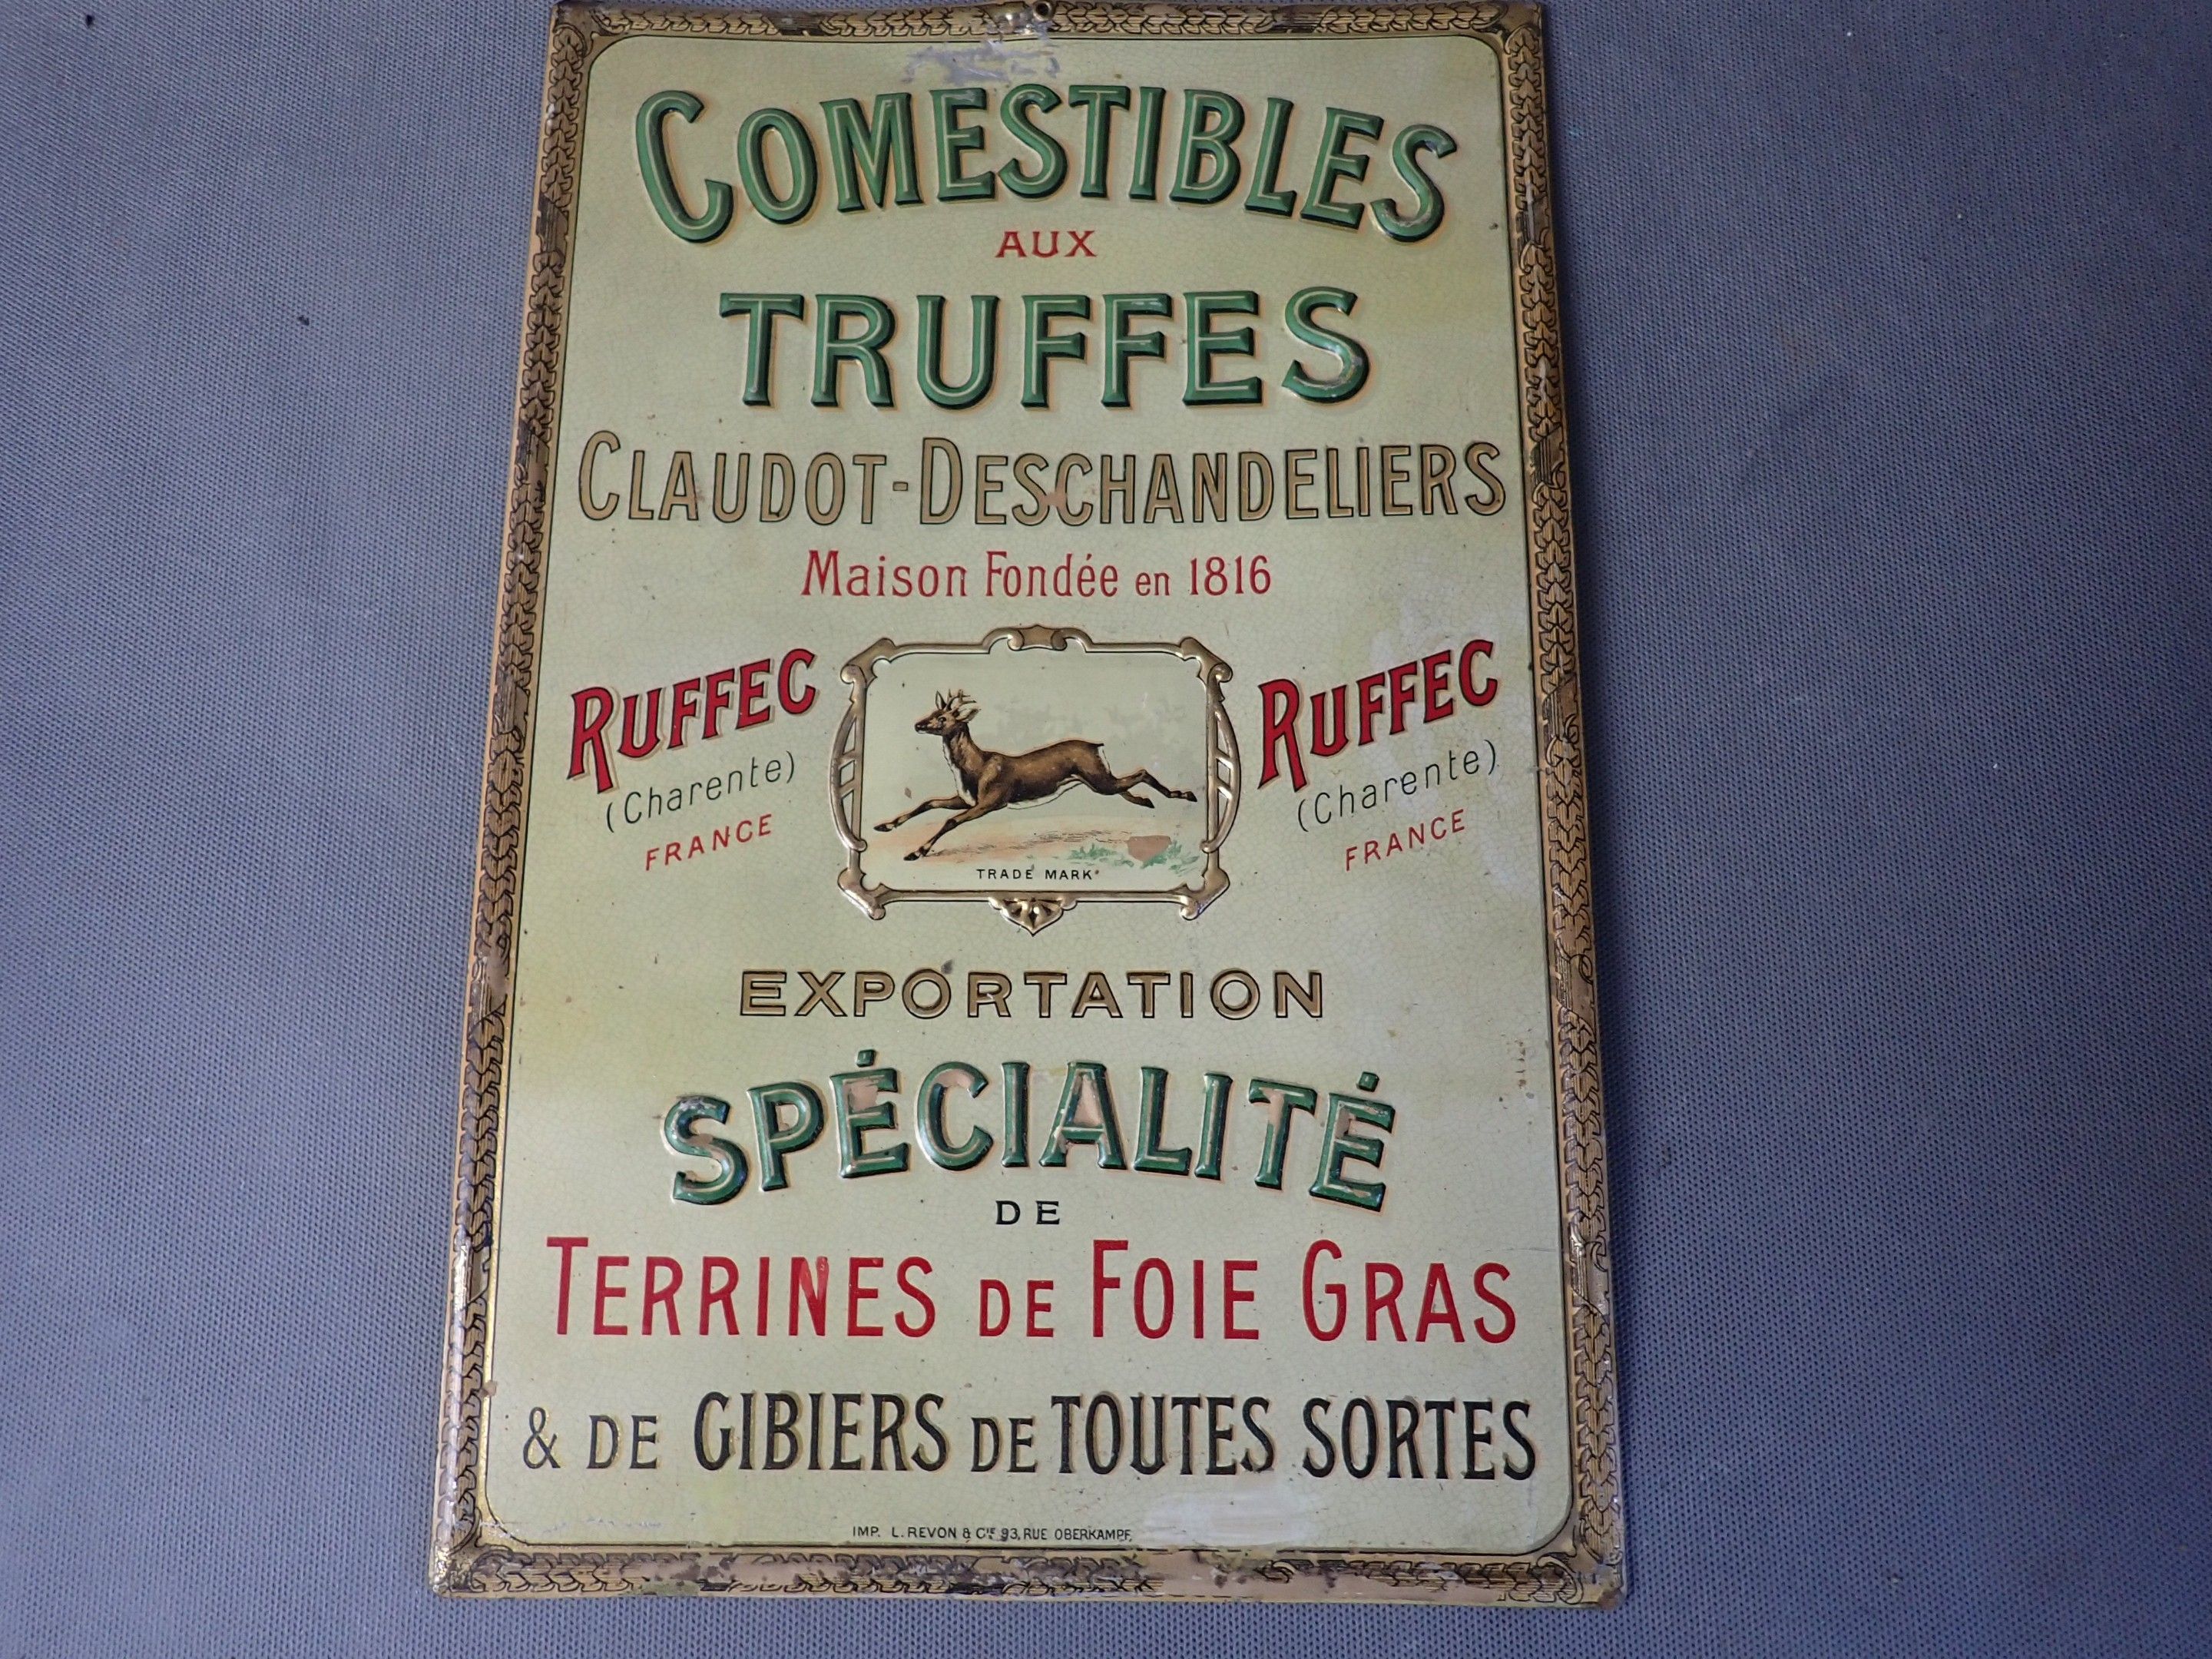 COMESTIBLES
AUX
TRUFFES
CLAUDOT-DESCHANDELIERS
Maison Fondée en 1816
RUFFEC
(Charente)
FRANCE
TRADE MARK
RUFFEC
(Charente)
FRANCE
EXPORTATION
SPÉCIALITÉ
DE
TERRINES DE FOIE GRAS
& DE GIBIERS DE TOUTES SORTES
IMP. L. REVON & CIE 93, RUE OBERKAMPF.